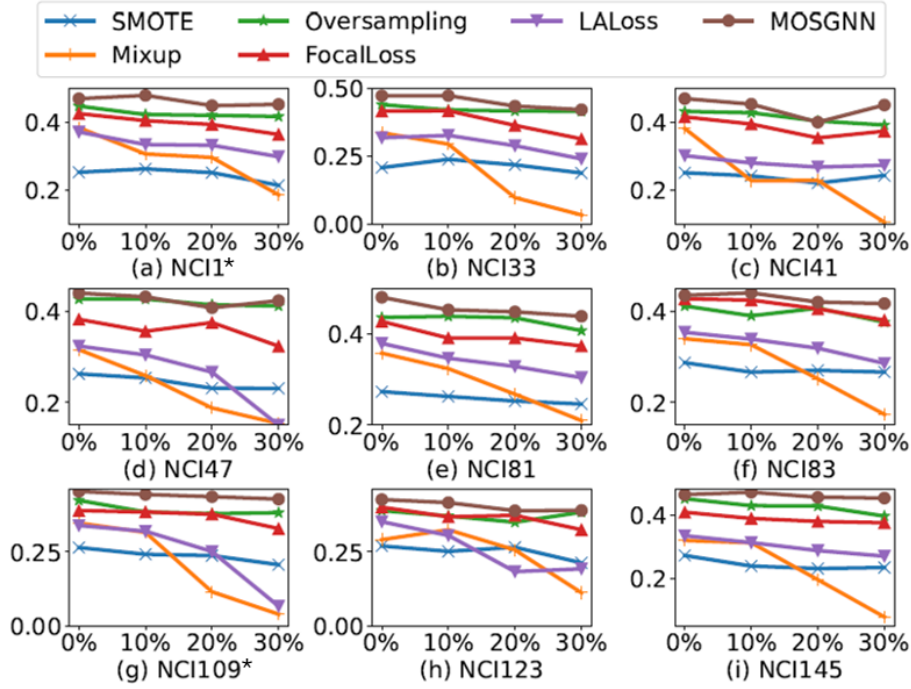 SMOTE Oversampling LALoss MOSGNN
Mixup FocalLoss
0.4
0.2
0% 10% 20% 30%
(a) NCI1*
0.50
0.25
0.00
0% 10% 20% 30%
(b) NCI33
0.4
0.2
0% 10% 20% 30%
(c) NCI41
0.4
0.2
0% 10% 20% 30%
(d) NCI47
0.4
0.2
0% 10% 20% 30%
(e) NCI81
0.4
0.2
0% 10% 20% 30%
(f) NCI83
0.25
0.00
0% 10% 20% 30%
(g) NCI109*
0.25
0.00
0% 10% 20% 30%
(h) NCI123
0.4
0.2
0% 10% 20% 30%
(i) NCI145